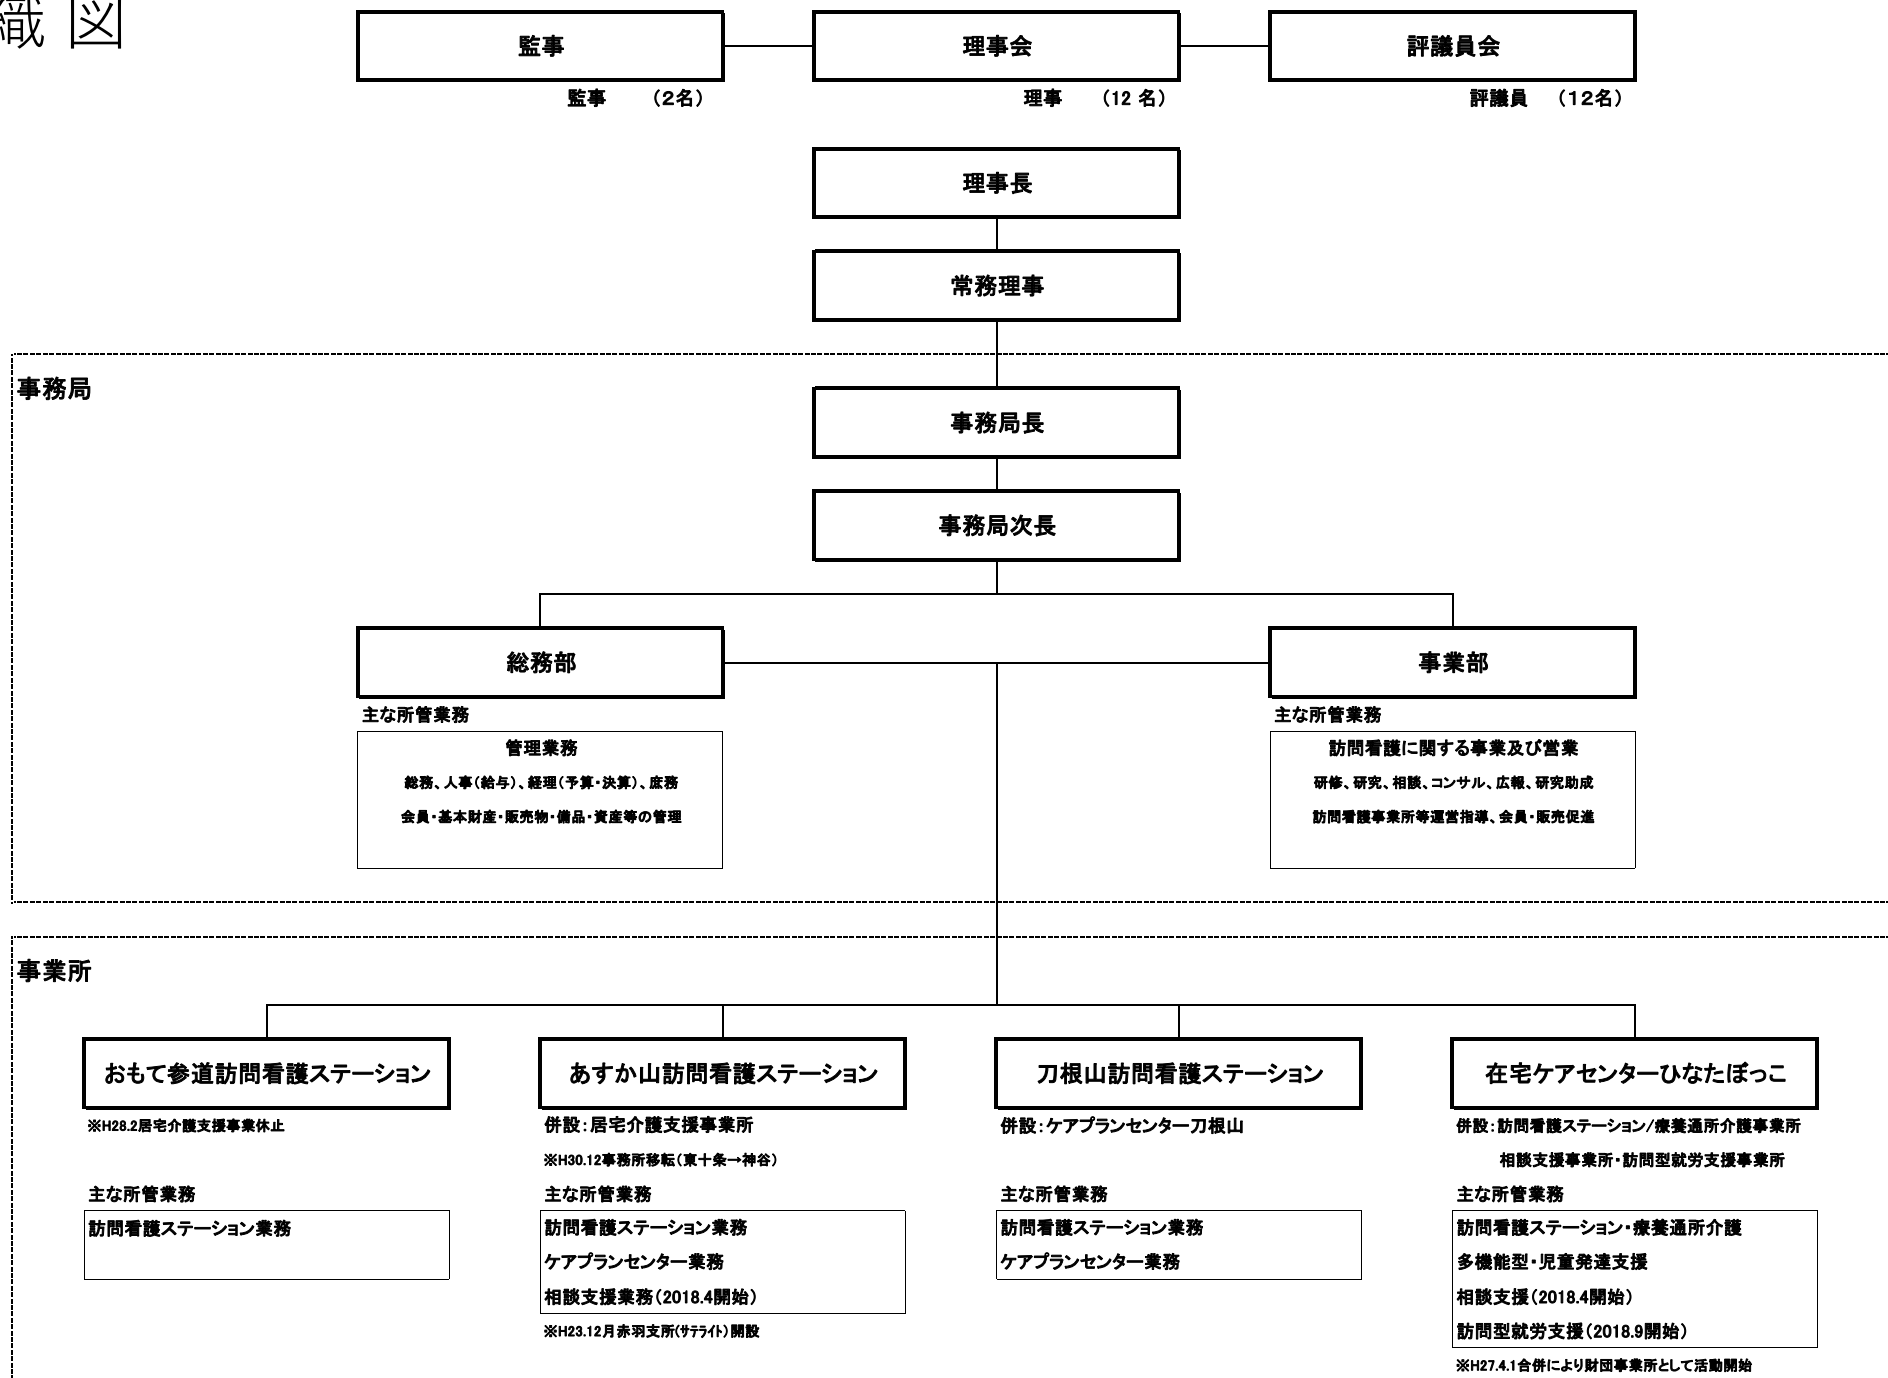 織 図
監事
理事会
評議員会
監事 （2名）
理事 （12 名）
評議員 （12名）
理事長
常務理事
事務局
事務局長
事務局次長
総務部
事業部
主な所管業務
管理業務
総務、人事（給与）、経理（予算・決算）、庶務
会員・基本財産・販売物・備品・資産等の管理
主な所管業務
訪問看護に関する事業及び営業
研修、研究、相談、コンサル、広報、研究助成
訪問看護事業所等運営指導、会員・販売促進
事業所
おもて参道訪問看護ステーション
※H28.2居宅介護支援事業休止
主な所管業務
訪問看護ステーション業務
あすか山訪問看護ステーション
併設：居宅介護支援事業所
※H30.12事務所移転（東十条→神谷）
主な所管業務
訪問看護ステーション業務
ケアプランセンター業務
相談支援業務（2018.4開始）
※H23.12月赤羽支所(ｻﾃﾗｲﾄ)開設
刀根山訪問看護ステーション
併設：ケアプランセンター刀根山
主な所管業務
訪問看護ステーション業務
ケアプランセンター業務
在宅ケアセンターひなたぼっこ
併設：訪問看護ステーション/療養通所介護事業所
相談支援事業所・訪問型就労支援事業所
主な所管業務
訪問看護ステーション・療養通所介護
多機能型・児童発達支援
相談支援（2018.4開始）
訪問型就労支援（2018.9開始）
※H27.4.1合併により財団事業所として活動開始